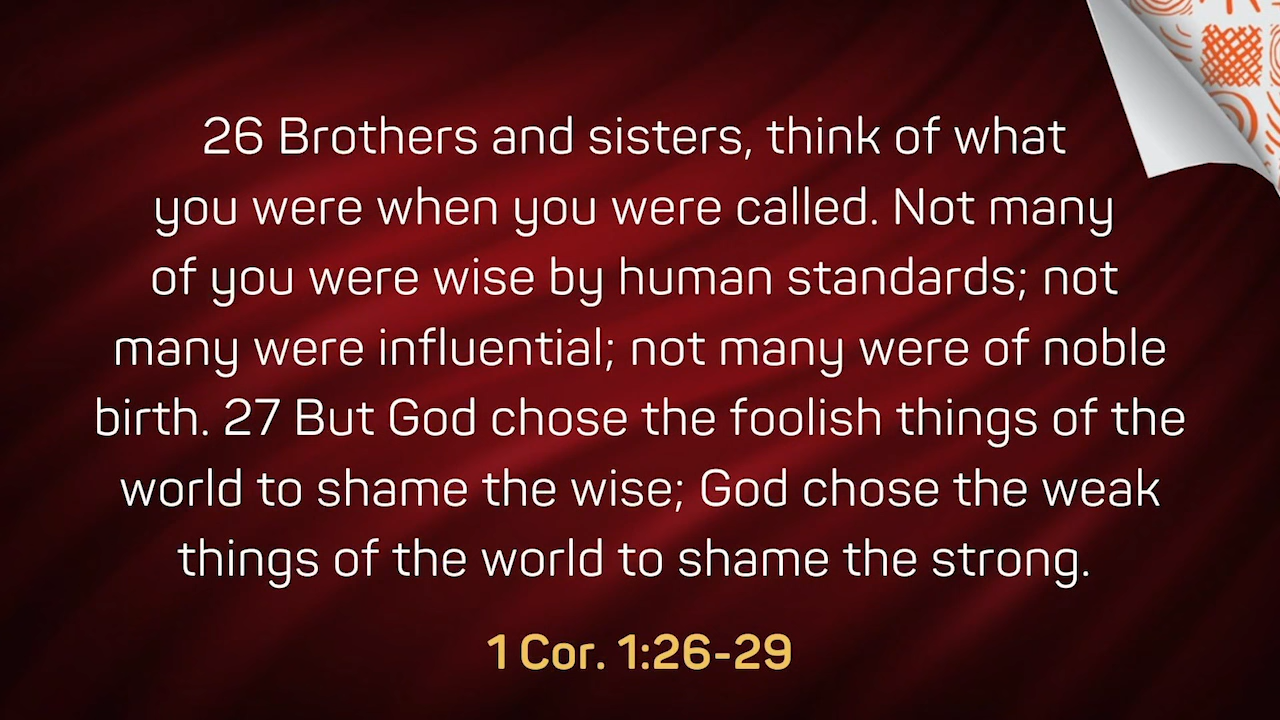 26 Brothers and sisters, think of what
you were when you were called. Not many
of you were wise by human standards; not
many were influential; not many were of noble
birth. 27 But God chose the foolish things of the
world to shame the wise; God chose the weak
things of the world to shame the strong.
1 Cor. 1:26-29